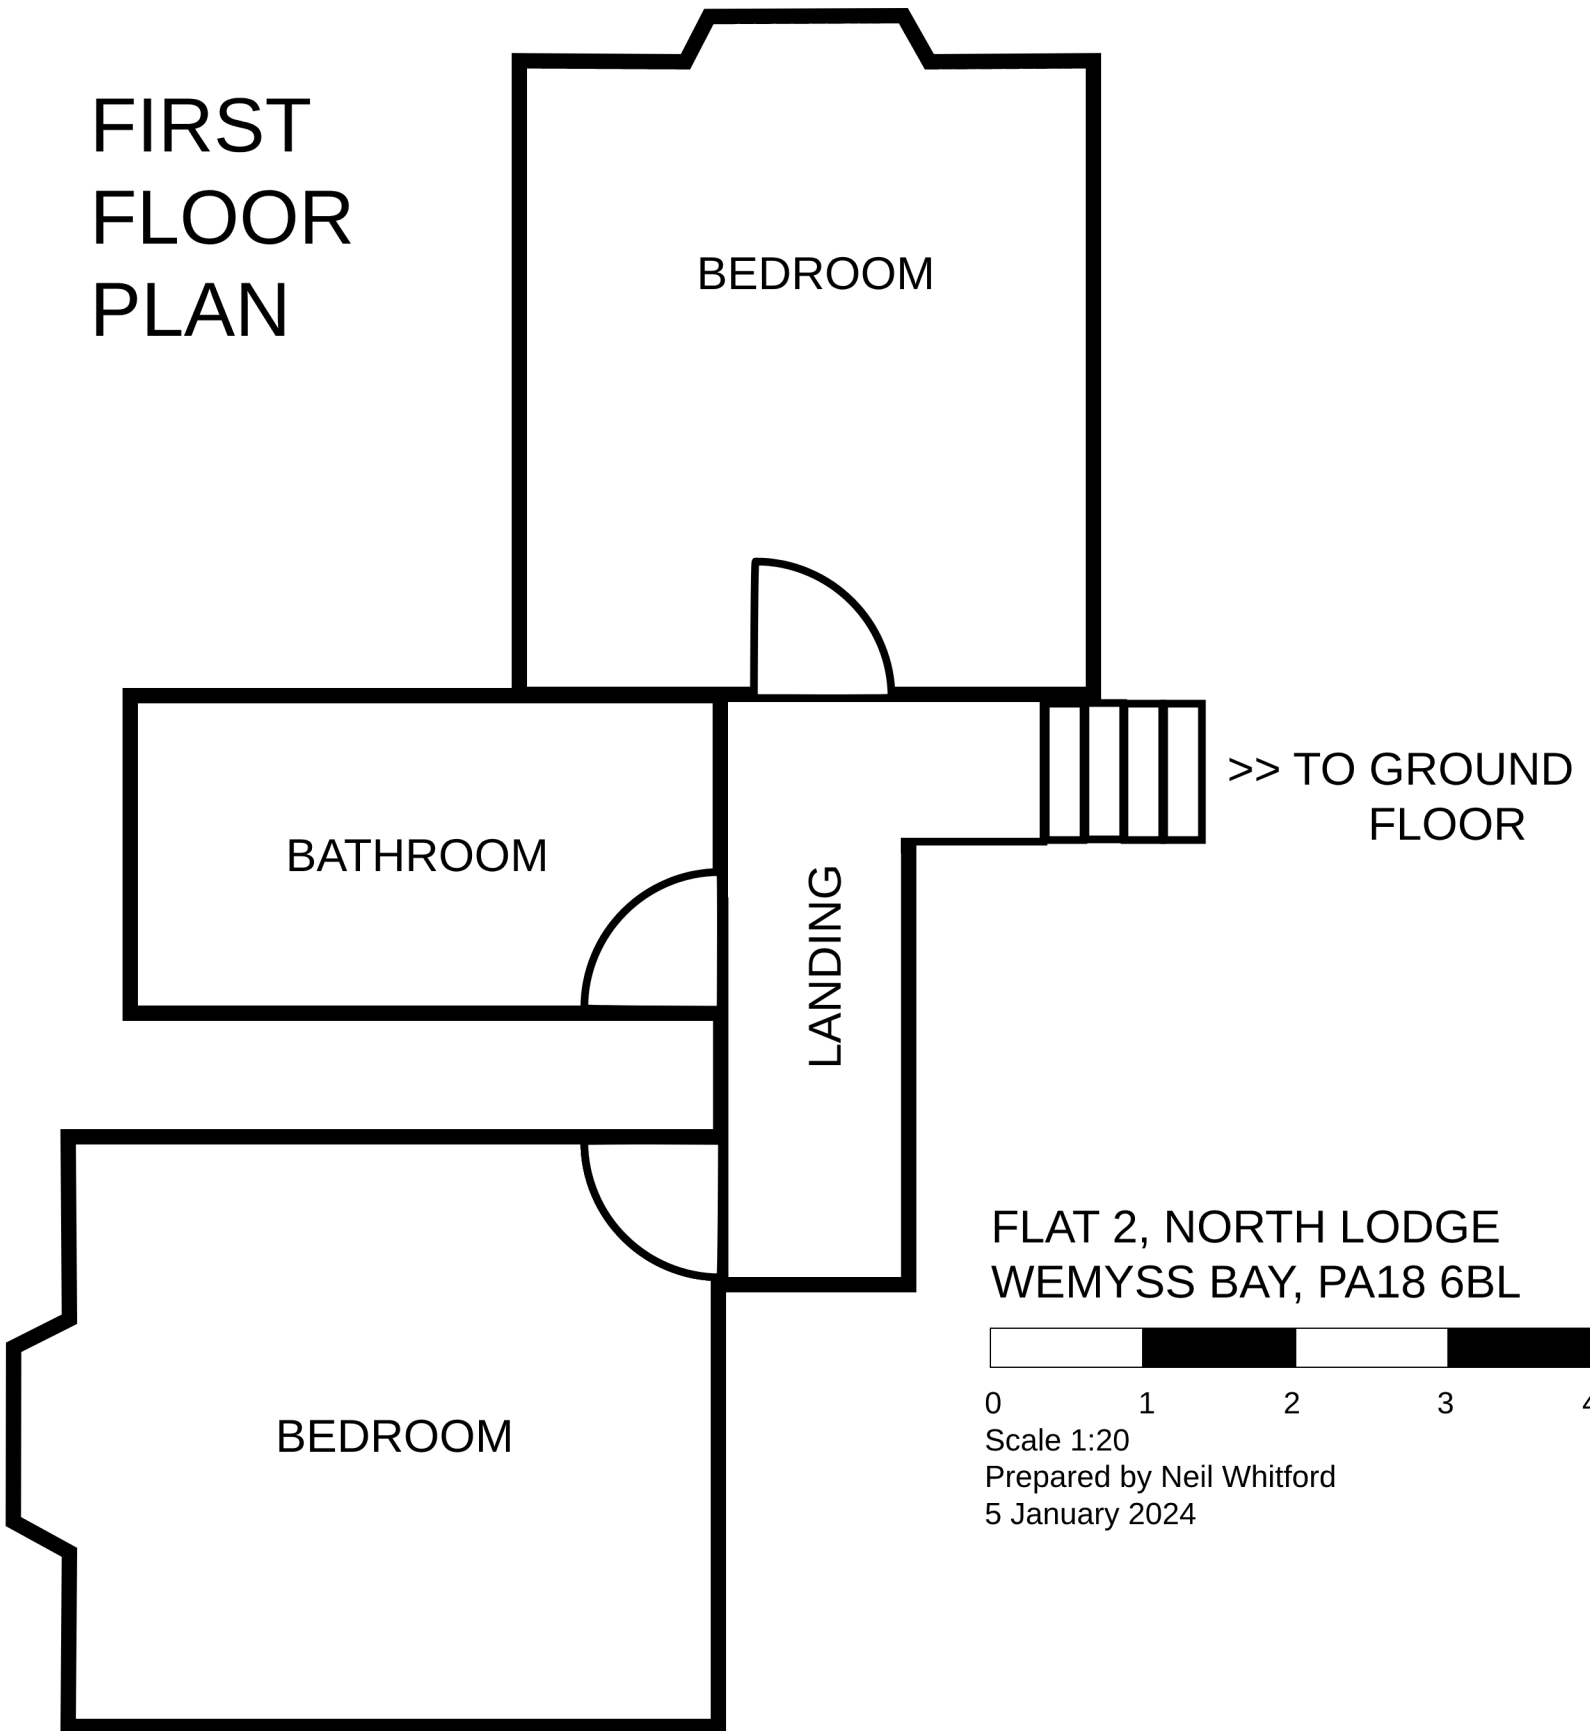 FIRST
FLOOR
PLAN
BEDROOM
>> TO GROUND
FLOOR
BATHROOM
LANDING
BEDROOM
FLAT 2, NORTH LODGE
WEMYSS BAY, PA18 6BL
0 1 2 3 4
Scale 1:20
Prepared by Neil Whitford
5 January 2024